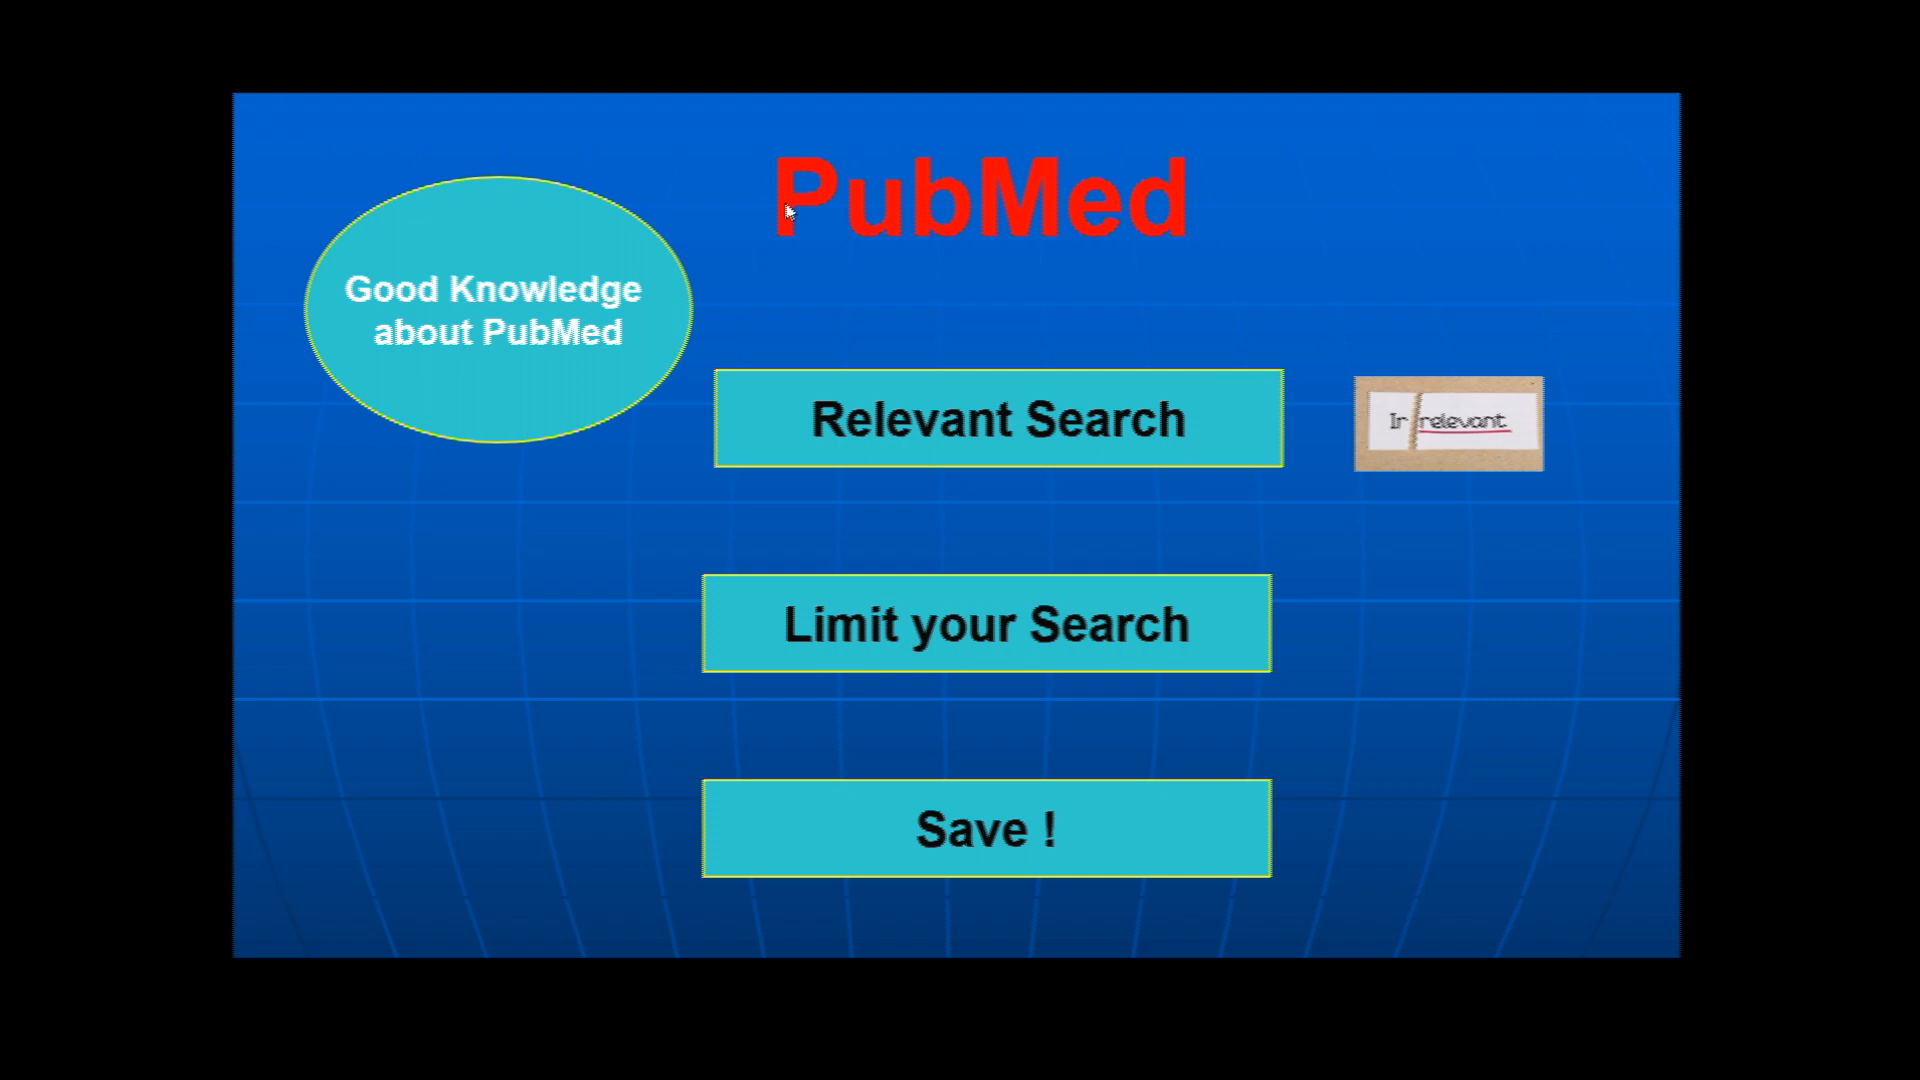 PubMed
Good Knowledge
about PubMed
Relevant Search
Ir relevant
Limit your Search
Save !